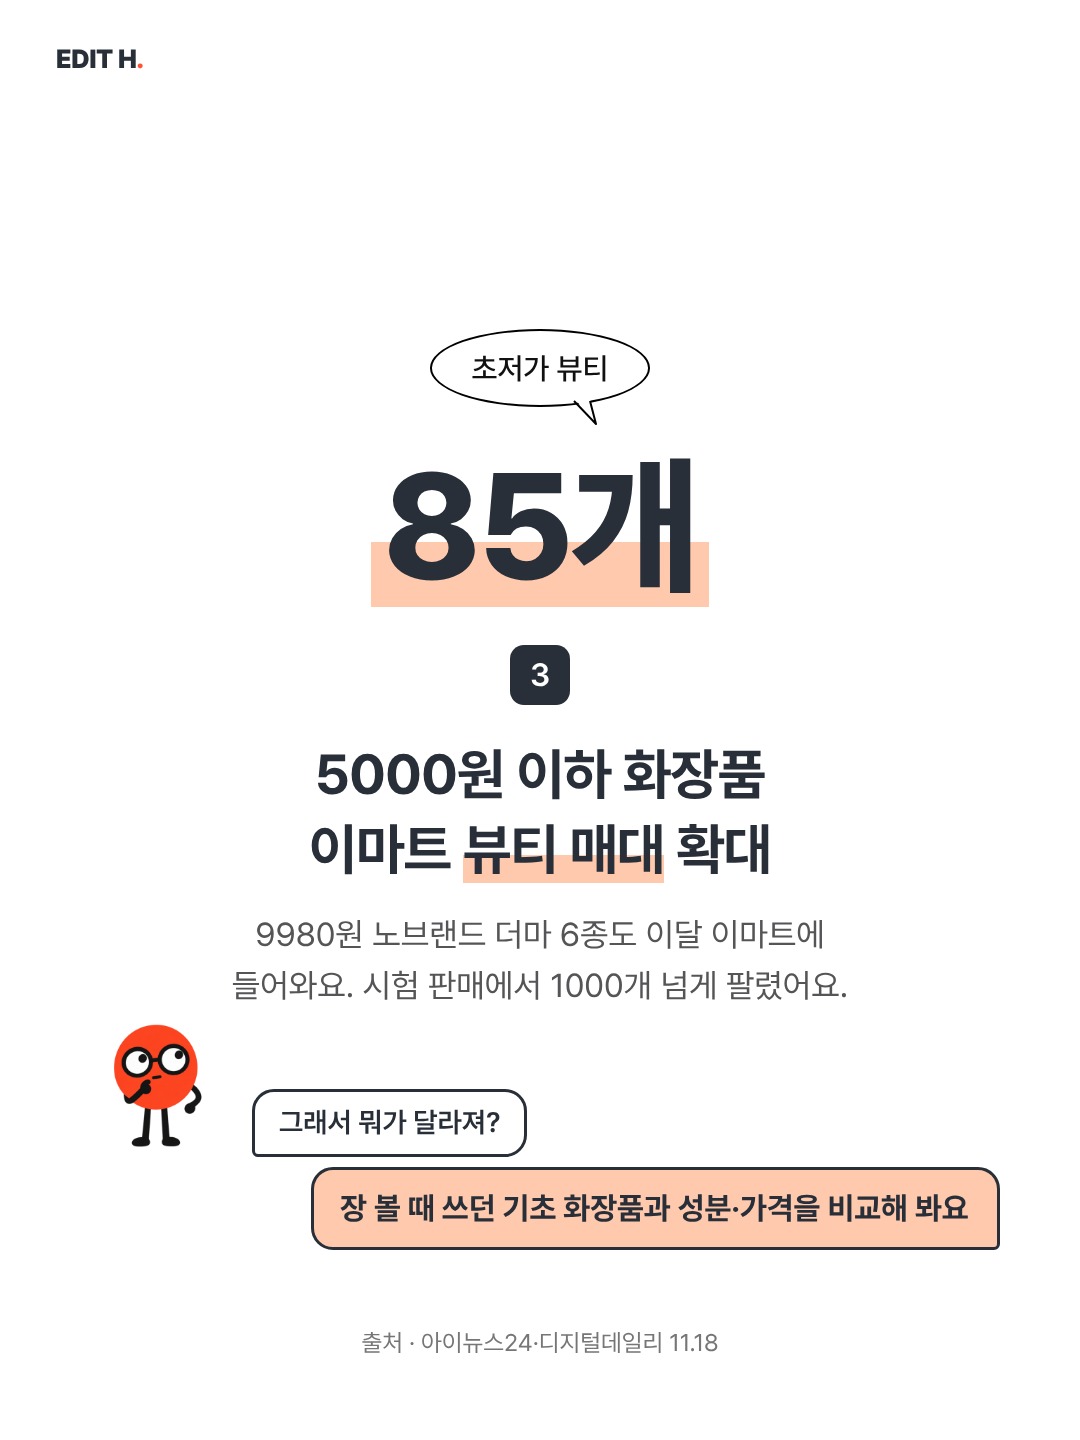 EDIT H.
초저가 뷰티
85개
3
5000원 이하 화장품
이마트 뷰티 매대 확대
9980원 노브랜드 더마 6종도 이달 이마트에
들어와요. 시험 판매에서 1000개 넘게 팔렸어요.
그래서 뭐가 달라져?
장 볼 때 쓰던 기초 화장품과 성분·가격을 비교해 봐요
출처 · 아이뉴스24·디지털데일리 11.18